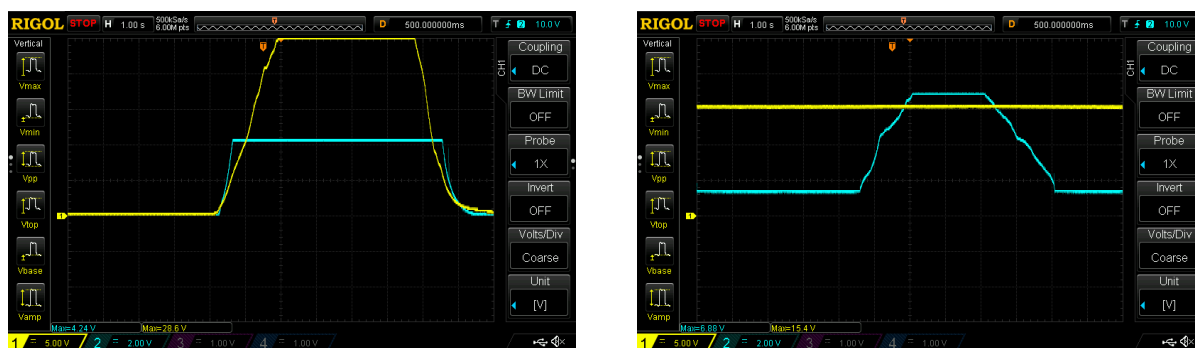 RIGOL STOP H 1.00 s 500kSa/s 6.00M pts D 500.000000ms T 2 10.0 V
Vertical
Vmax
Vmin
Vpp
Vtop
Vbase
Vamp
T
1
CH1
Coupling
DC
BW Limit
OFF
Probe
1X
Invert
OFF
Volts/Div
Coarse
Unit
[V]
Max=4.24 V Max=28.6 V
1 = 5.00 V 2 = 2.00 V 3 = 1.00 V 4 = 1.00 V
RIGOL STOP H 1.00 s 500kSa/s 6.00M pts D 500.000000ms T 2 10.0 V
Vertical
Vmax
Vmin
Vpp
Vtop
Vbase
Vamp
T
1
CH1
Coupling
DC
BW Limit
OFF
Probe
1X
Invert
OFF
Volts/Div
Coarse
Unit
[V]
Max=6.88 V Max=15.4 V
1 = 5.00 V 2 = 2.00 V 3 = 1.00 V 4 = 1.00 V